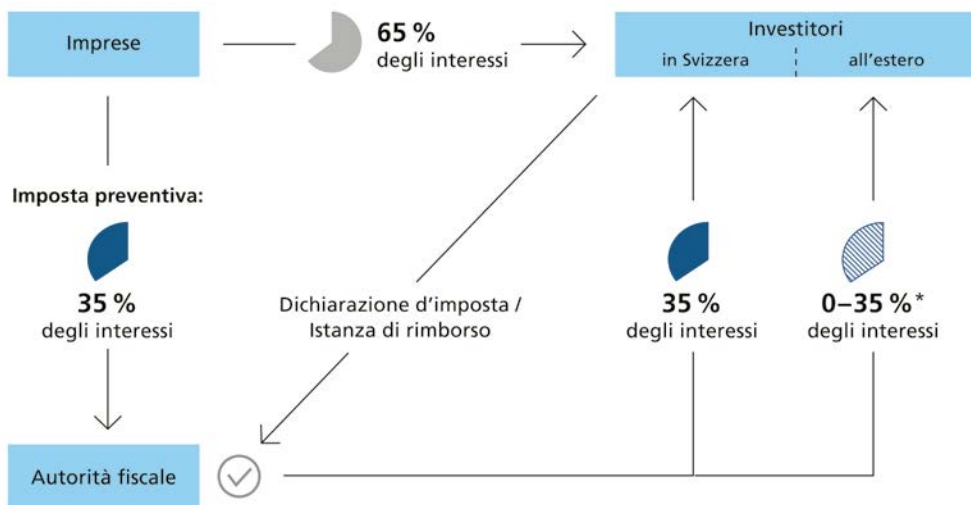 Imprese
65 %
degli interessi
Investitori
in Svizzera
all'estero
Imposta preventiva:
35 %
degli interessi
Dichiarazione d'imposta /
Istanza di rimborso
35 %
degli interessi
0–35 %*
degli interessi
Autorità fiscale